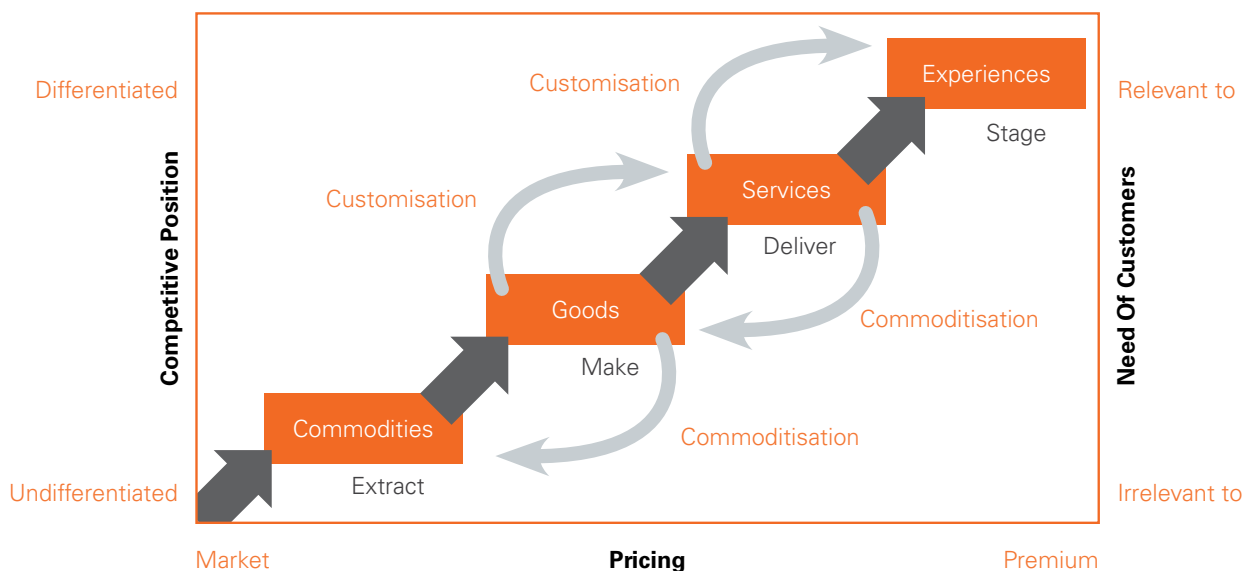 Experiences
Customisation
Differentiated
Relevant to
Stage
Services
Customisation
Deliver
Competitive Position
Need Of Customers
Goods
Commoditisation
Make
Commodities
Commoditisation
Extract
Undifferentiated
Irrelevant to
Market
Pricing
Premium